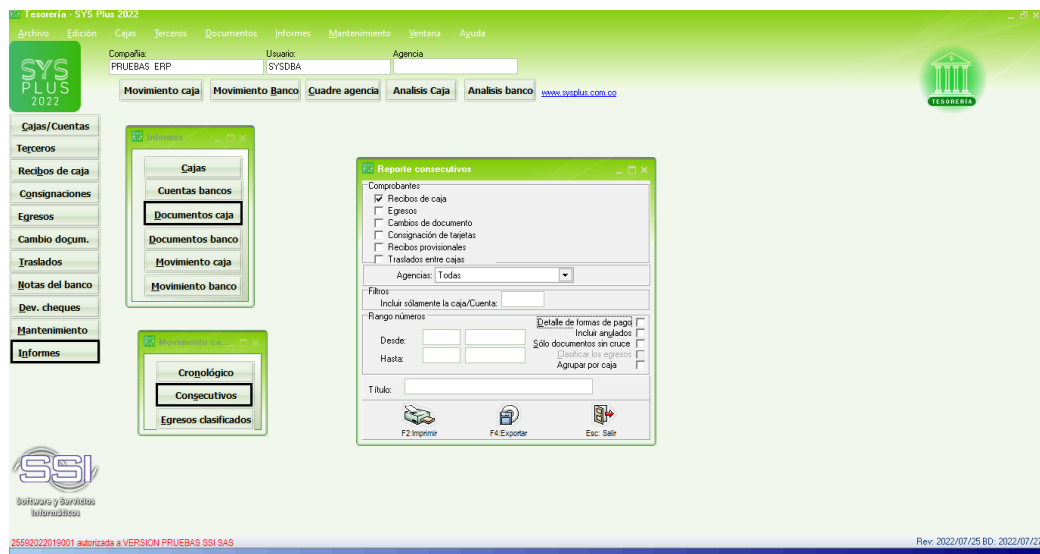 Tesorería - SYS Plus 2022
Archivo Edición Cajas Terceros Documentos Informes Mantenimiento Ventana Ayuda
SYS
PLUS
2022
Compañia: Usuario: Agencia
PRUEBAS ERP SYSDBA
Movimiento caja Movimiento Banco Cuadre agencia Analisis Caja Analisis banco www.sysplus.com.co
TESORERIA
Cajas/Cuentas
Terceros
Recibos de caja
Consignaciones
Egresos
Cambio docum.
Traslados
Notas del banco
Dev. cheques
Mantenimiento
Informes
Informes
Cajas
Cuentas bancos
Documentos caja
Documentos banco
Movimiento caja
Movimiento banco
Movimiento ca...
Cronológico
Consecutivos
Egresos clasificados
Reporte consecutivos
Comprobantes
Recibos de caja
Egresos
Cambios de documento
Consignación de tarjetas
Recibos provisionales
Traslados entre cajas
Agencias: Todas
Filtros
Incluir sólamente la caja/Cuenta:
Rango números
Desde:
Hasta:
Detalle de formas de pago
Incluir anulados
Sólo documentos sin cruce
Clasificar los egresos
Agrupar por caja
Título:
F2:Imprimir F4:Exportar Esc: Salir
SSI
Software y Servicios
Informáticos
25592022019001 autorizada a:VERSION PRUEBAS SSI SAS
Rev: 2022/07/25 BD: 2022/07/27